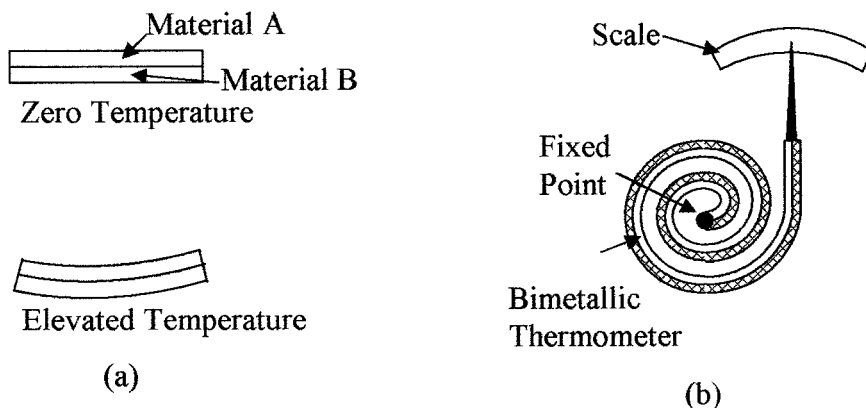 Material A
Material B
Zero Temperature
Elevated Temperature
(a)
Scale
Fixed
Point
Bimetallic
Thermometer
(b)